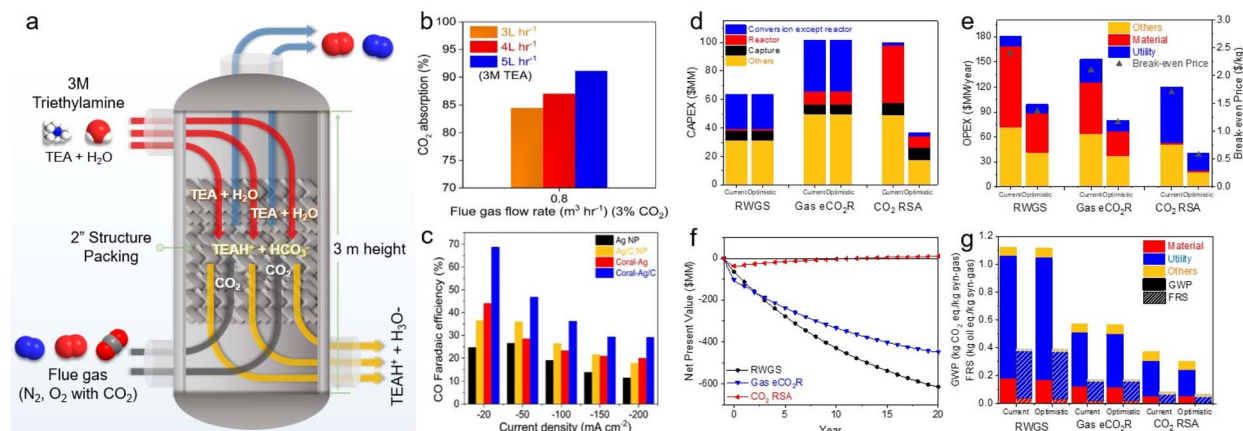 a
3M
Triethylamine
TEA + H2O
TEA + H2O
TEA + H2O
TEAH+ + HCO3-
CO2
CO2
2” Structure
Packing
3 m height
Flue gas
(N2, O2 with CO2)
TEAH+ + H3O-
b
CO2 absorption (%)
100
95
90
85
80
75
70
3L hr-1
4L hr-1
5L hr-1
(3M TEA)
0.8
Flue gas flow rate (m3 hr-1) (3% CO2)
c
CO Faradaic efficiency (%)
70
60
50
40
30
20
10
0
Ag NP
Ag/C NP
Coral-Ag
Coral-Ag/C
-20 -50 -100 -150 -200
Current density (mA cm-2)
d
CAPEX ($MM)
100
80
60
40
20
0
Conversion except reactor
Reactor
Capture
Others
Current Optimistic Current Optimistic Current Optimistic
RWGS Gas eCO2R CO2 RSA
e
OPEX ($MM/year)
180
150
120
90
60
30
0
Others
Material
Utility
Break-even Price
3.0
2.5
2.0
1.5
1.0
0.5
0.0
Break-even Price ($/kg)
Current Optimistic Current Optimistic Current Optimistic
RWGS Gas eCO2R CO2 RSA
f
Net Present Value ($MM)
0
-200
-400
-600
RWGS
Gas eCO2R
CO2 RSA
0 5 10 15 20
Year
g
GWP (kg CO2 eq./kg syn-gas)
FRS (kg oil eq./kg syn-gas)
1.2
1.0
0.8
0.6
0.4
0.2
0.0
Material
Utility
Others
GWP
FRS
Current Optimistic Current Optimistic Current Optimistic
RWGS Gas eCO2R CO2 RSA